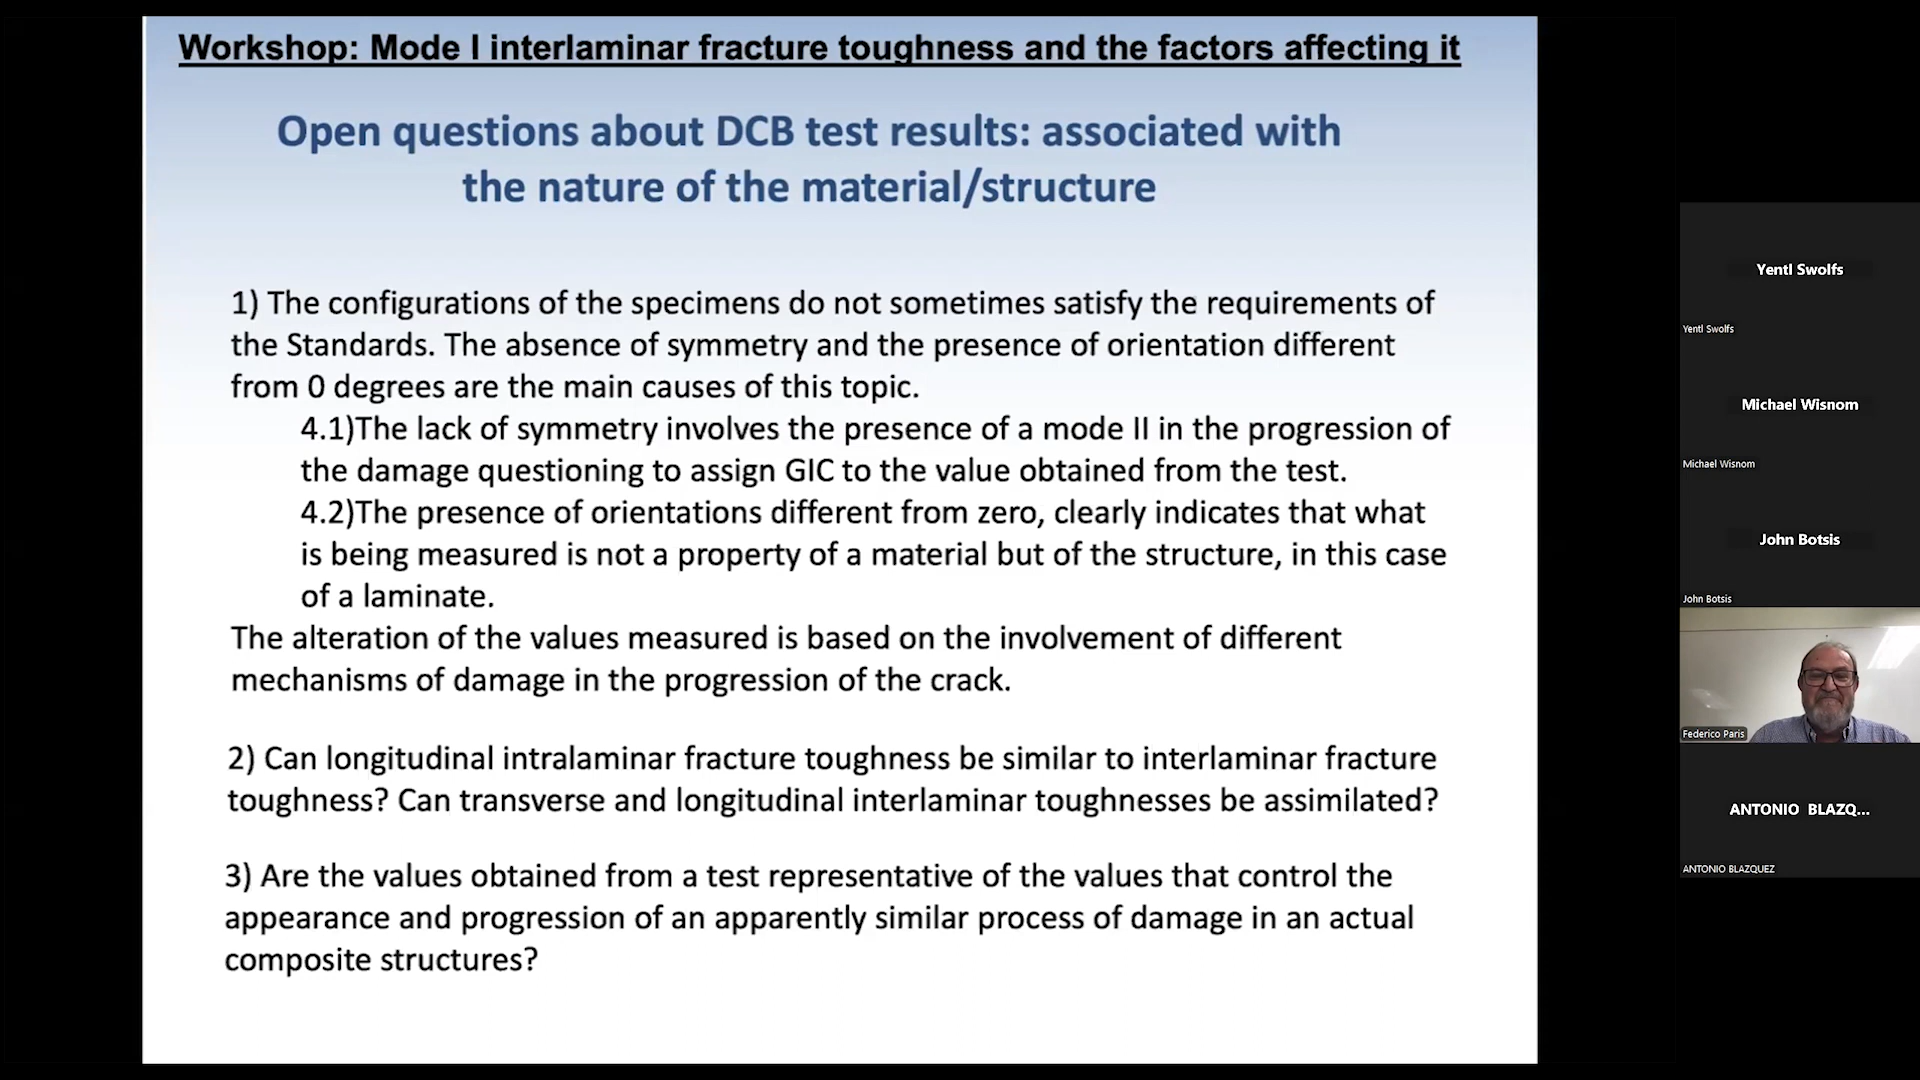 Workshop: Mode I interlaminar fracture toughness and the factors affecting it
Open questions about DCB test results: associated with
the nature of the material/structure
1) The configurations of the specimens do not sometimes satisfy the requirements of
the Standards. The absence of symmetry and the presence of orientation different
from 0 degrees are the main causes of this topic.
4.1)The lack of symmetry involves the presence of a mode II in the progression of
the damage questioning to assign GIC to the value obtained from the test.
4.2)The presence of orientations different from zero, clearly indicates that what
is being measured is not a property of a material but of the structure, in this case
of a laminate.
The alteration of the values measured is based on the involvement of different
mechanisms of damage in the progression of the crack.
2) Can longitudinal intralaminar fracture toughness be similar to interlaminar fracture
toughness? Can transverse and longitudinal interlaminar toughnesses be assimilated?
3) Are the values obtained from a test representative of the values that control the
appearance and progression of an apparently similar process of damage in an actual
composite structures?
Yentl Swolfs
Yentl Swolfs
Michael Wisnom
Michael Wisnom
John Botsis
John Botsis
Federico Paris
ANTONIO BLAZQ...
ANTONIO BLAZQUEZ